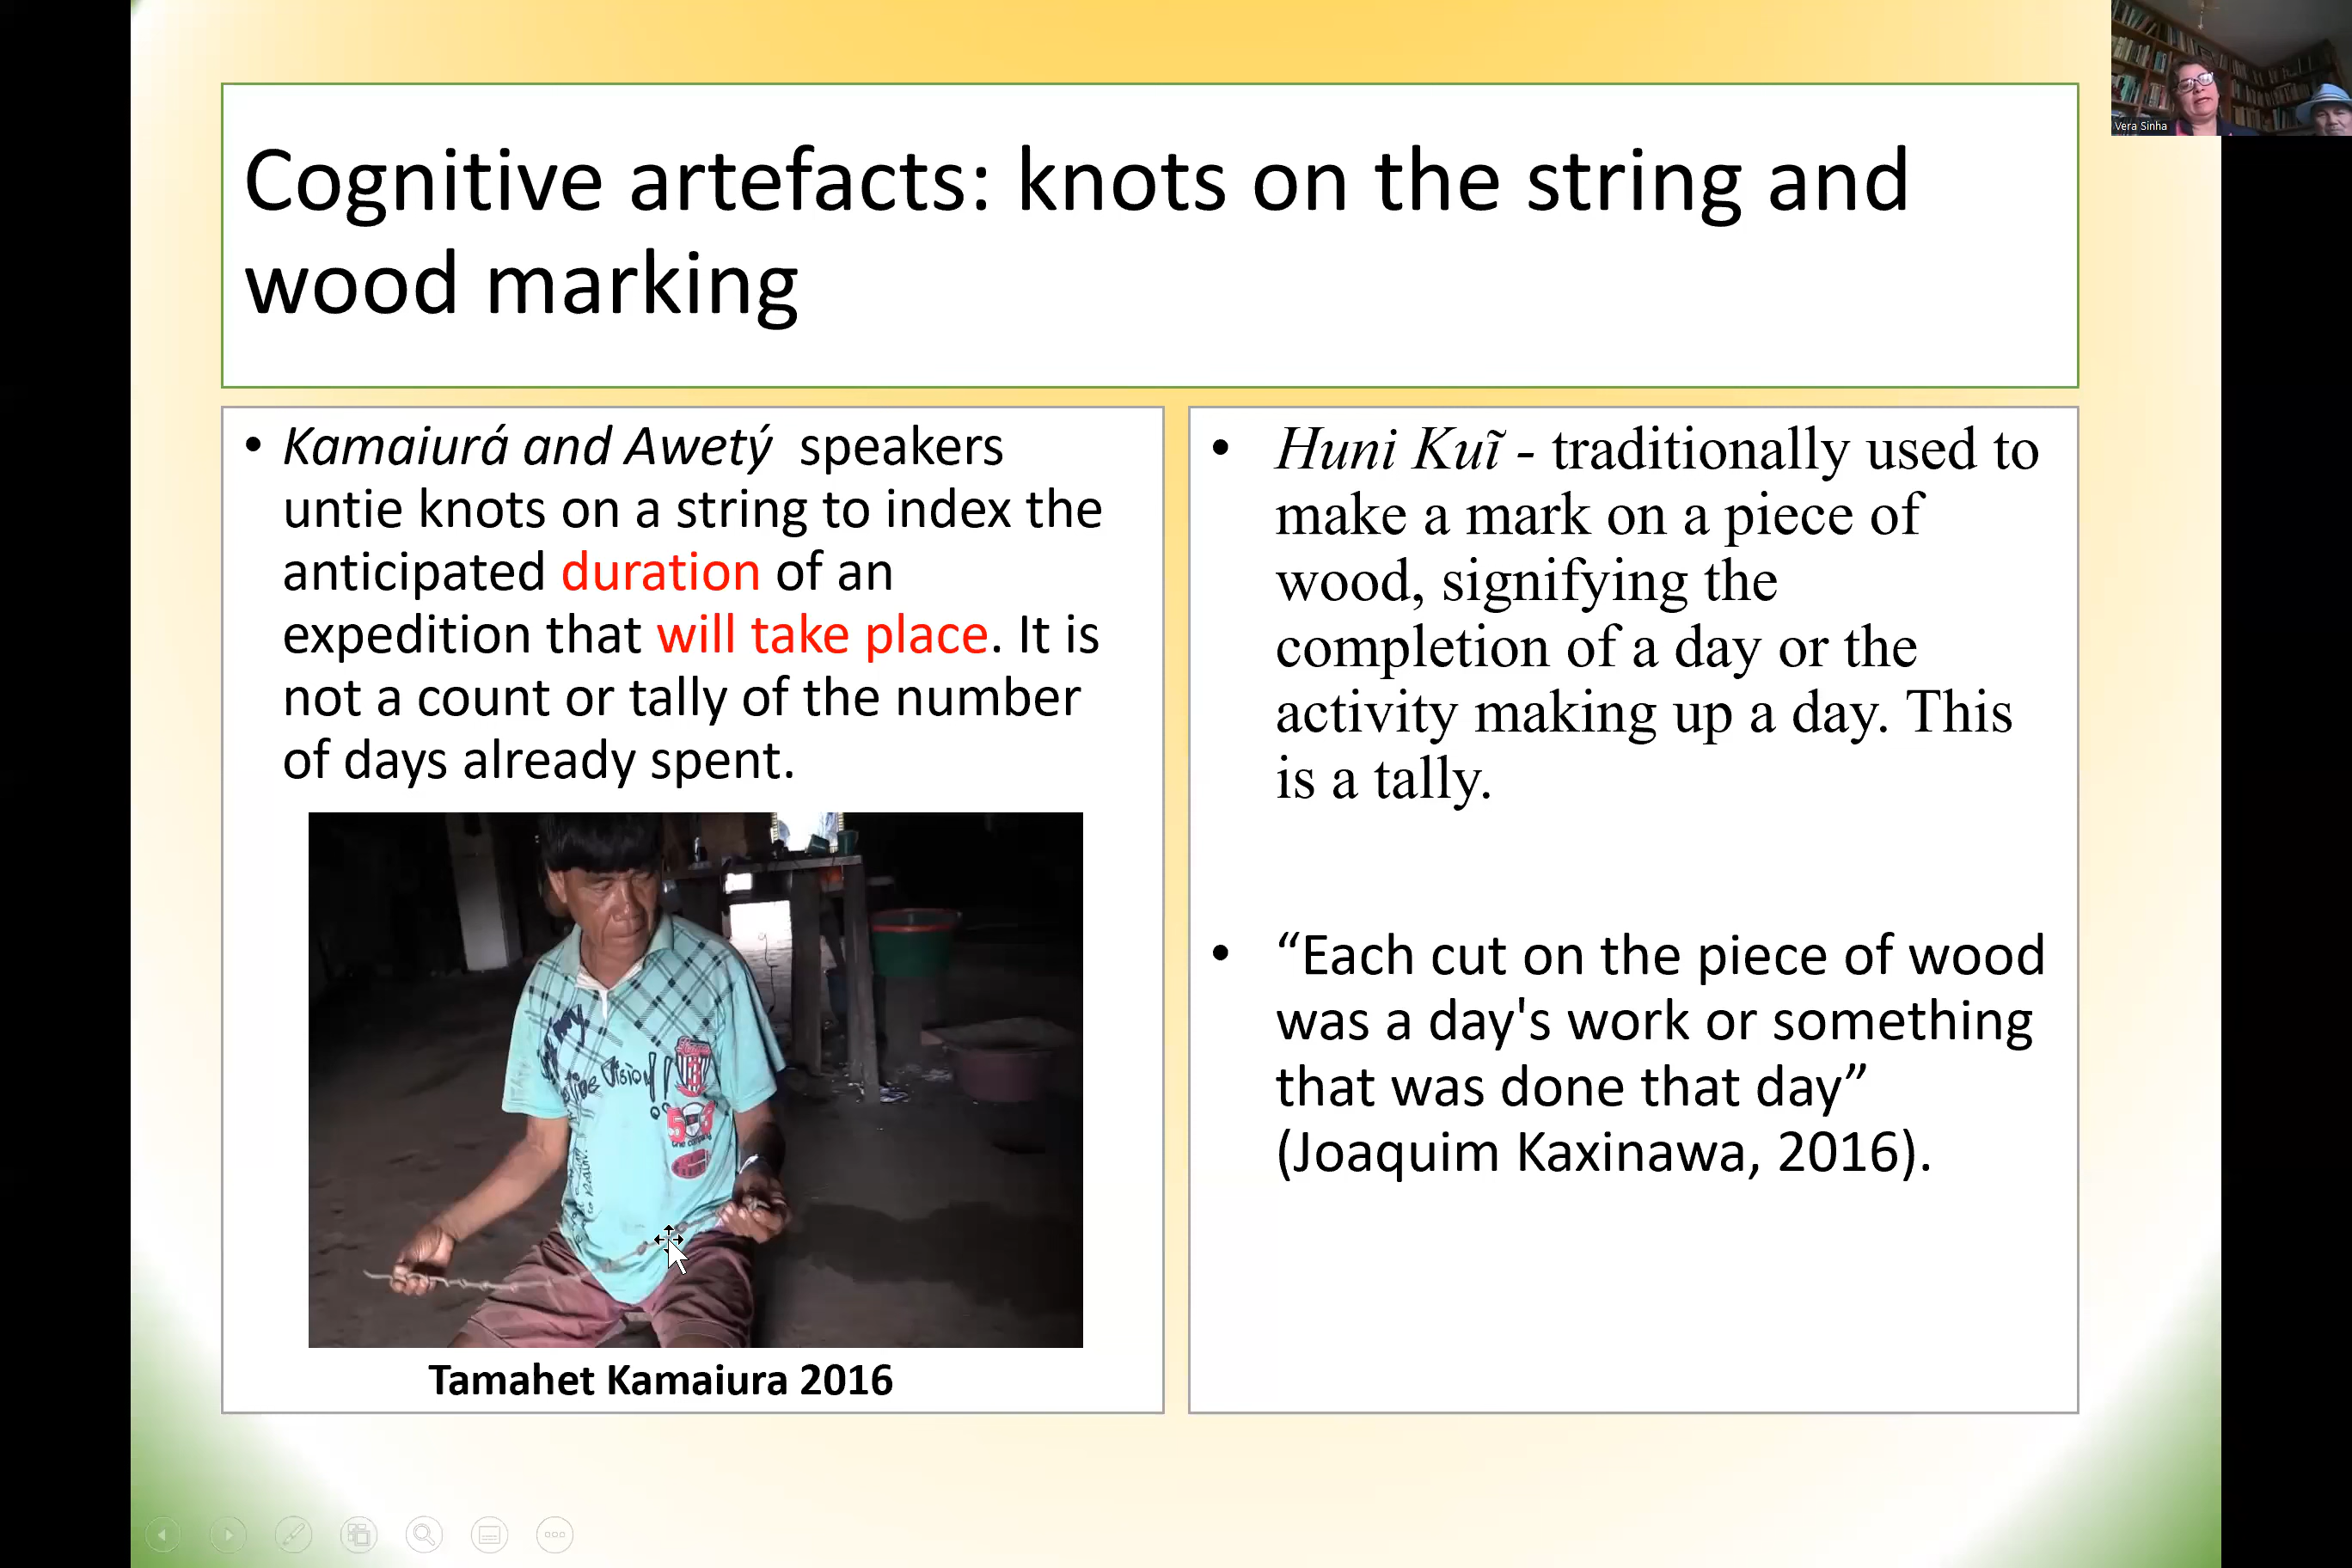 Vera Sinha
Cognitive artefacts: knots on the string and
wood marking
• Kamaiurá and Awetý speakers
untie knots on a string to index the
anticipated duration of an
expedition that will take place. It is
not a count or tally of the number
of days already spent.
Vision!!
3
Tamahet Kamaiura 2016
• Huni Kuĩ - traditionally used to
make a mark on a piece of
wood, signifying the
completion of a day or the
activity making up a day. This
is a tally.
• “Each cut on the piece of wood
was a day's work or something
that was done that day”
(Joaquim Kaxinawa, 2016).